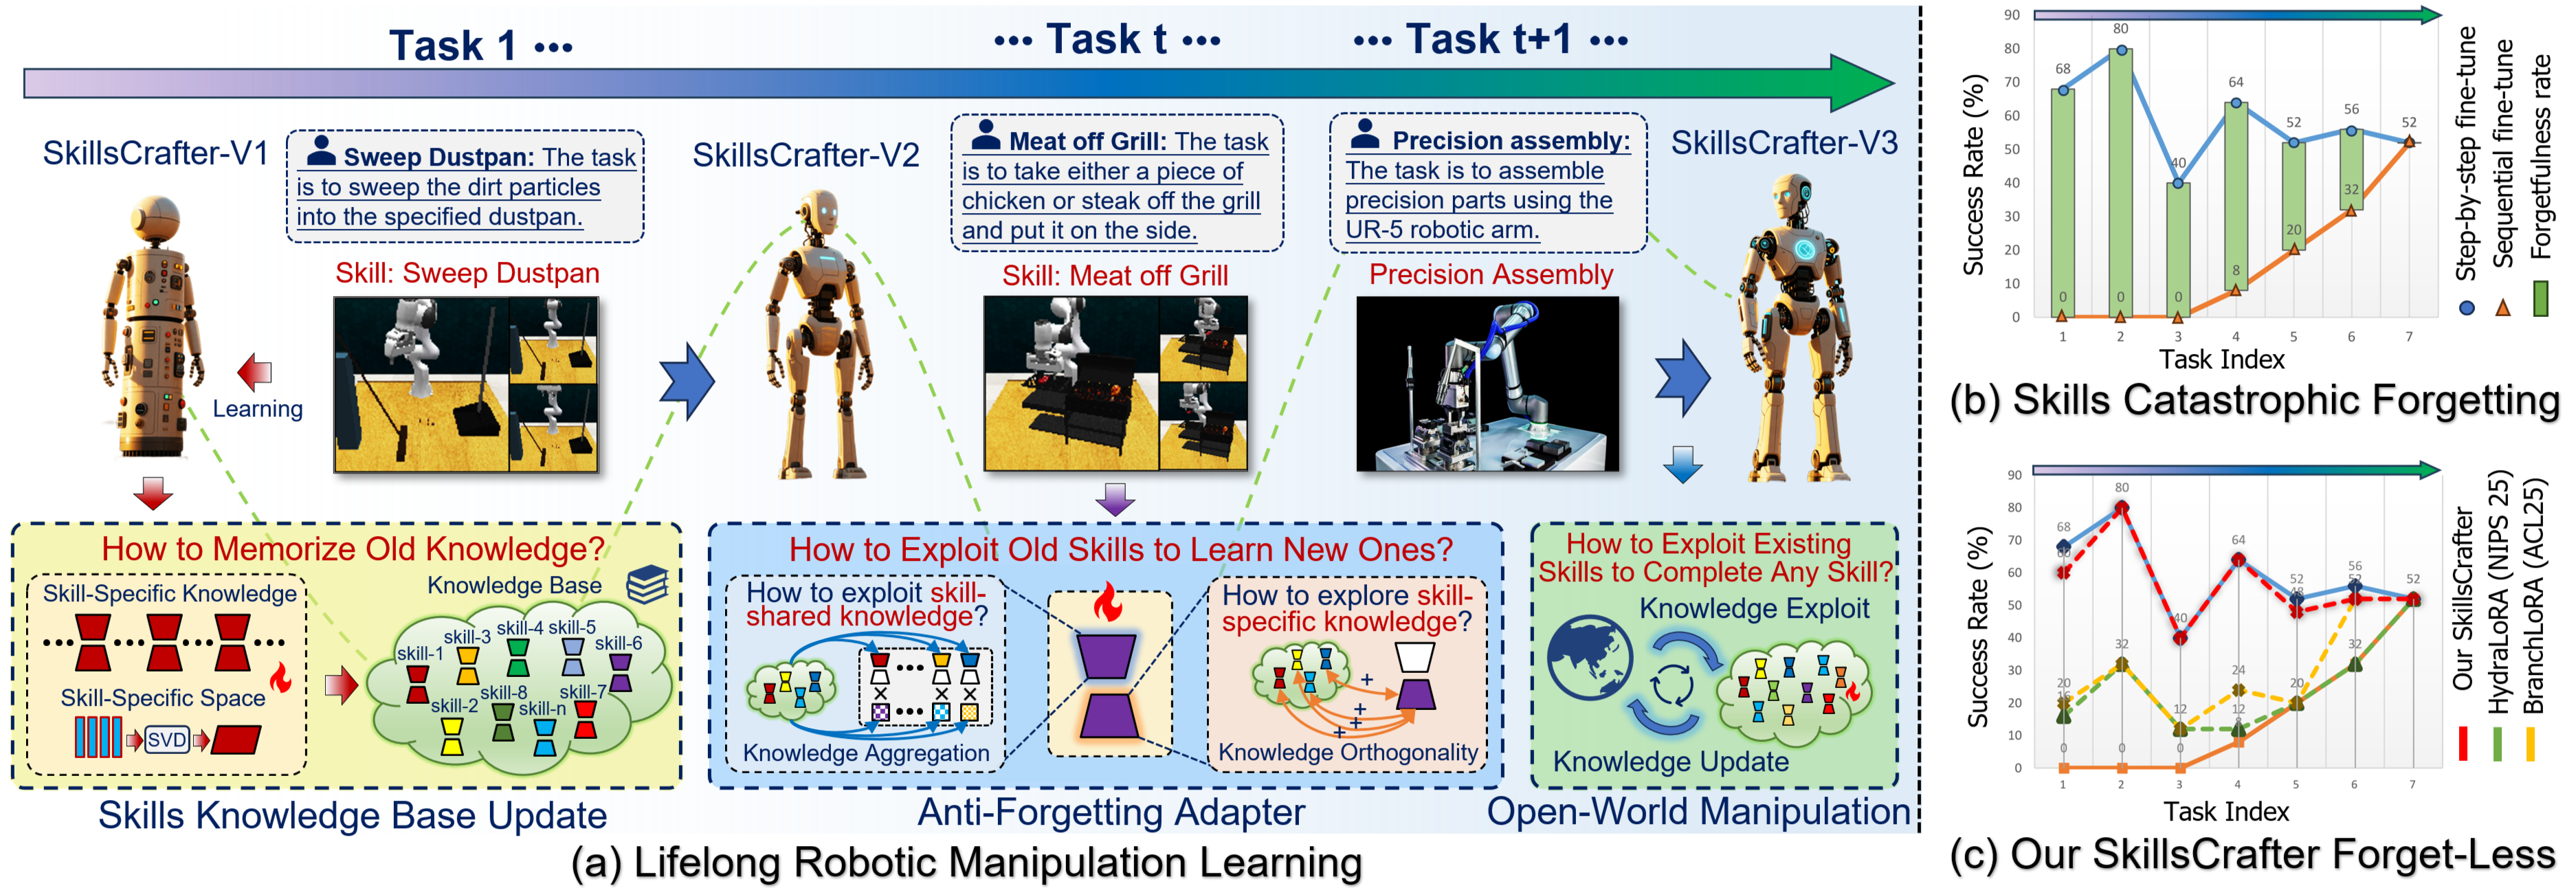 Task 1 ···
··· Task t ···
··· Task t+1 ···
SkillsCrafter-V1
Sweep Dustpan: The task
is to sweep the dirt particles
into the specified dustpan.
Skill: Sweep Dustpan
Learning
SkillsCrafter-V2
Meat off Grill: The task
is to take either a piece of
chicken or steak off the grill
and put it on the side.
Skill: Meat off Grill
Precision assembly:
The task is to assemble
precision parts using the
UR-5 robotic arm.
Precision Assembly
SkillsCrafter-V3
How to Memorize Old Knowledge?
Skill-Specific Knowledge
Skill-Specific Space
SVD
Knowledge Base
skill-1
skill-3
skill-4
skill-5
skill-6
skill-2
skill-8
skill-n
skill-7
Skills Knowledge Base Update
How to Exploit Old Skills to Learn New Ones?
How to exploit skill-
shared knowledge?
Knowledge Aggregation
How to explore skill-
specific knowledge?
Knowledge Orthogonality
Anti-Forgetting Adapter
How to Exploit Existing
Skills to Complete Any Skill?
Knowledge Exploit
Knowledge Update
Open-World Manipulation
(a) Lifelong Robotic Manipulation Learning
90
80
70
60
50
40
30
20
10
0
Success Rate (%)
68
80
40
64
52
56
52
0
0
0
8
20
32
1 2 3 4 5 6 7
Task Index
Step-by-step fine-tune
Sequential fine-tune
Forgetfulness rate
(b) Skills Catastrophic Forgetting
90
80
70
60
50
40
30
20
10
0
Success Rate (%)
68
60
80
40
64
52
48
56
52
52
20
16
32
12
24
12
8
20
32
0
0
0
1 2 3 4 5 6 7
Task Index
Our SkillsCrafter
HydraLoRA (NIPS 25)
BranchLoRA (ACL25)
(c) Our SkillsCrafter Forget-Less